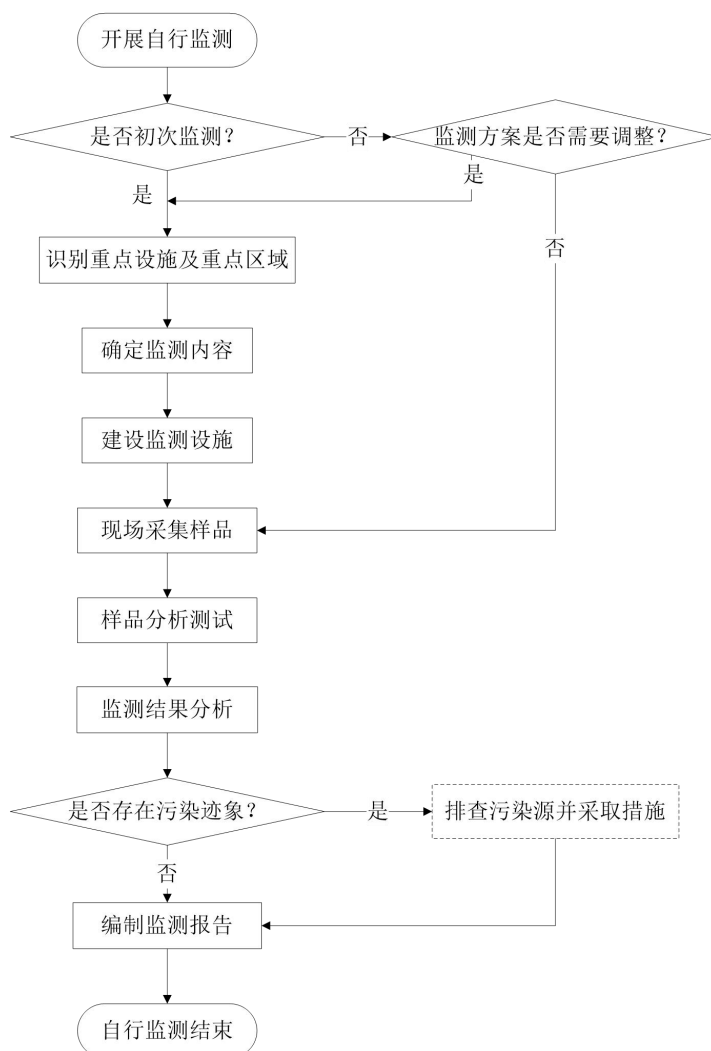 开展自行监测
是否初次监测？
否
监测方案是否需要调整？
是
是
否
识别重点设施及重点区域
确定监测内容
建设监测设施
现场采集样品
样品分析测试
监测结果分析
是否存在污染迹象？
是
排查污染源并采取措施
否
编制监测报告
自行监测结束